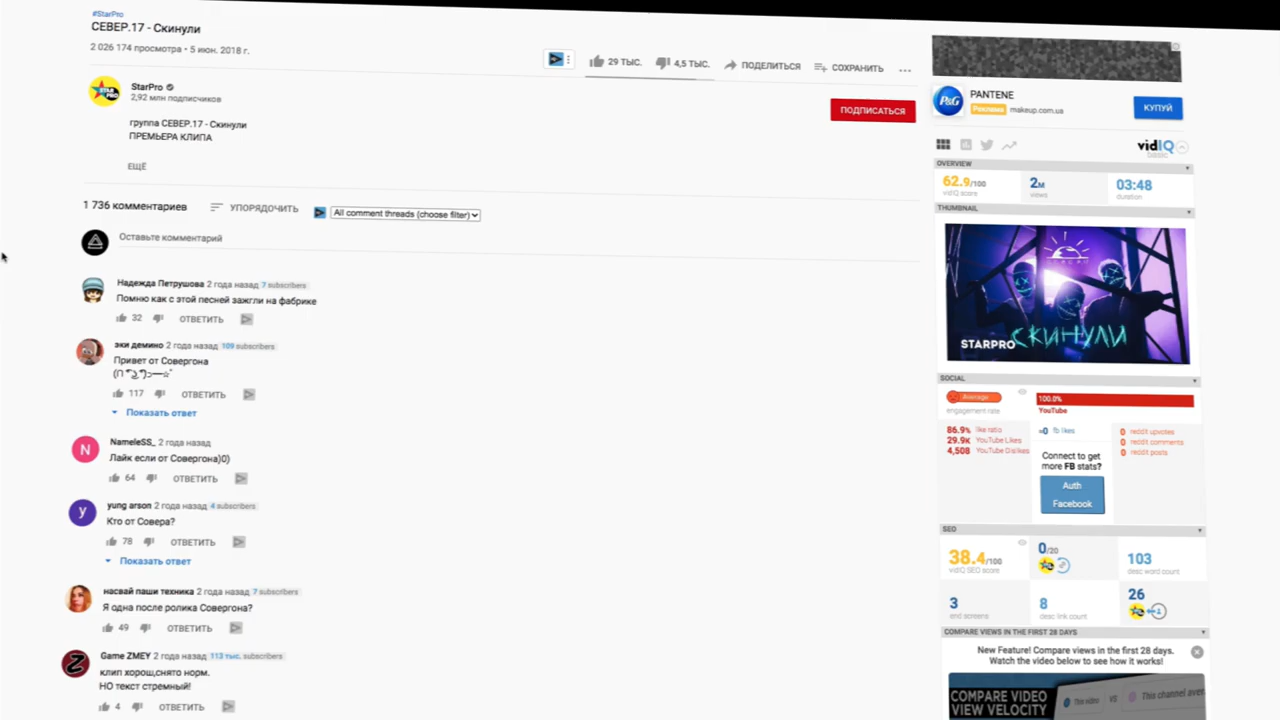 #StarPro
СЕВЕР.17 - Скинули
2 026 174 просмотра • 5 июн. 2018 г.
29 ТЫС.
4,5 ТЫС.
ПОДЕЛИТЬСЯ
СОХРАНИТЬ
StarPro
2,92 млн подписчиков
ПОДПИСАТЬСЯ
группа СЕВЕР.17 - Скинули
ПРЕМЬЕРА КЛИПА
ЕЩЁ
1 736 комментариев
УПОРЯДОЧИТЬ
All comment threads (choose filter)
Оставьте комментарий
Надежда Петрушова 2 года назад 7 subscribers
Помню как с этой песней зажгли на фабрике
32 ОТВЕТИТЬ
эки демино 2 года назад 109 subscribers
Привет от Совергона
117 ОТВЕТИТЬ
Показать ответ
N
NameleSS_ 2 года назад
Лайк если от Совергона)0)
64 ОТВЕТИТЬ
y
yung arson 2 года назад 4 subscribers
Кто от Совера?
78 ОТВЕТИТЬ
Показать ответ
насвай паши техника 2 года назад 7 subscribers
Я одна после ролика Совергона?
49 ОТВЕТИТЬ
Game ZMEY 2 года назад 113 тыс. subscribers
клип хорош,снято норм.
НО текст стремный!
4 ОТВЕТИТЬ
P&G
PANTENE
Реклама makeup.com.ua
КУПУЙ
vidIQ
basic
OVERVIEW
62.9/100
vidIQ score
2M
views
03:48
duration
THUMBNAIL
СКИНУЛИ
STARPRO
SOCIAL
Average
engagement rate
100.0%
YouTube
86.9% like ratio
29.9K YouTube Likes
4,508 YouTube Dislikes
≈0 fb likes
Connect to get
more FB stats?
Auth
Facebook
0 reddit upvotes
0 reddit comments
0 reddit posts
SEO
38.4/100
vidIQ SEO score
0/20
103
desc word count
3
end screens
8
desc link count
26
COMPARE VIEWS IN THE FIRST 28 DAYS
New Feature! Compare views in the first 28 days.
Watch the video below to see how it works!
COMPARE VIDEO
VIEW VELOCITY
This video VS This channel aver